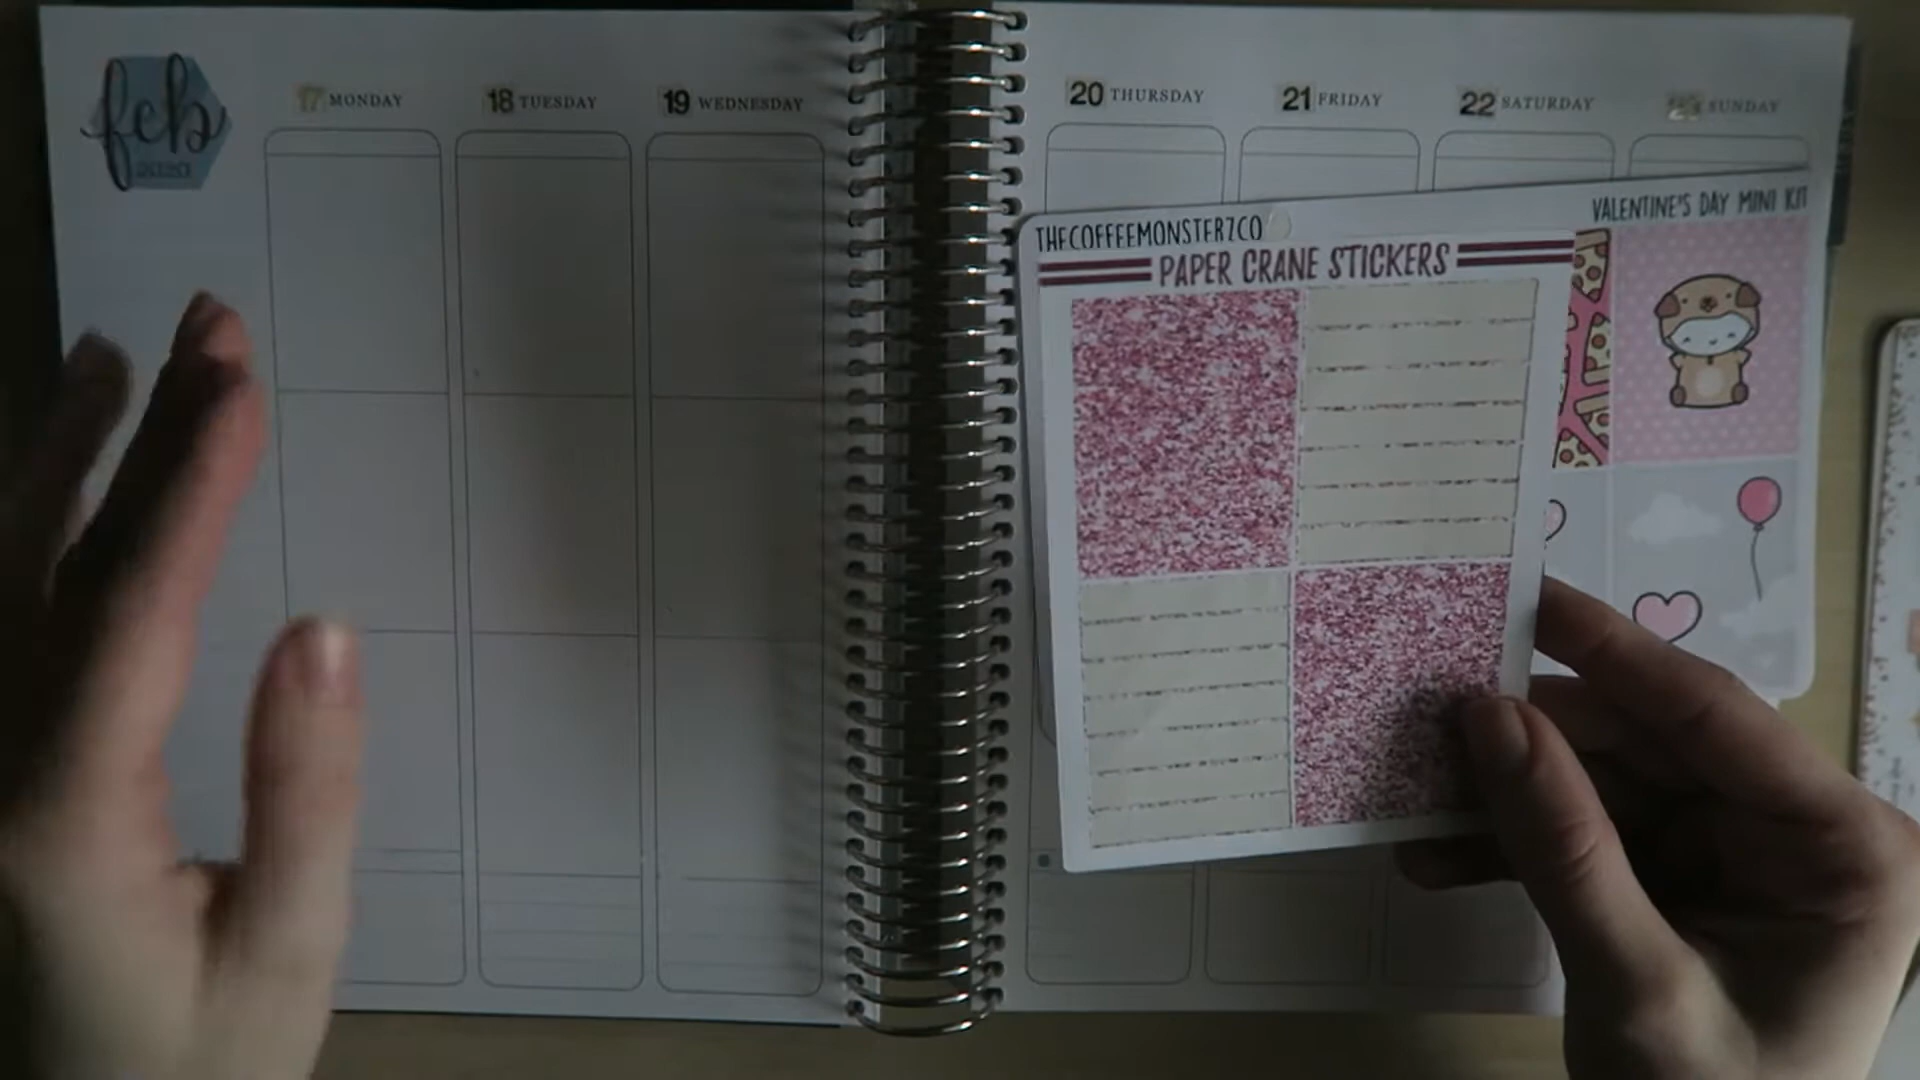 feb
2020
17 MONDAY
18 TUESDAY
19 WEDNESDAY
20 THURSDAY
21 FRIDAY
22 SATURDAY
SUNDAY
THECOFFEEMONSTERZCO
VALENTINE'S DAY MINI KIT
PAPER CRANE STICKERS